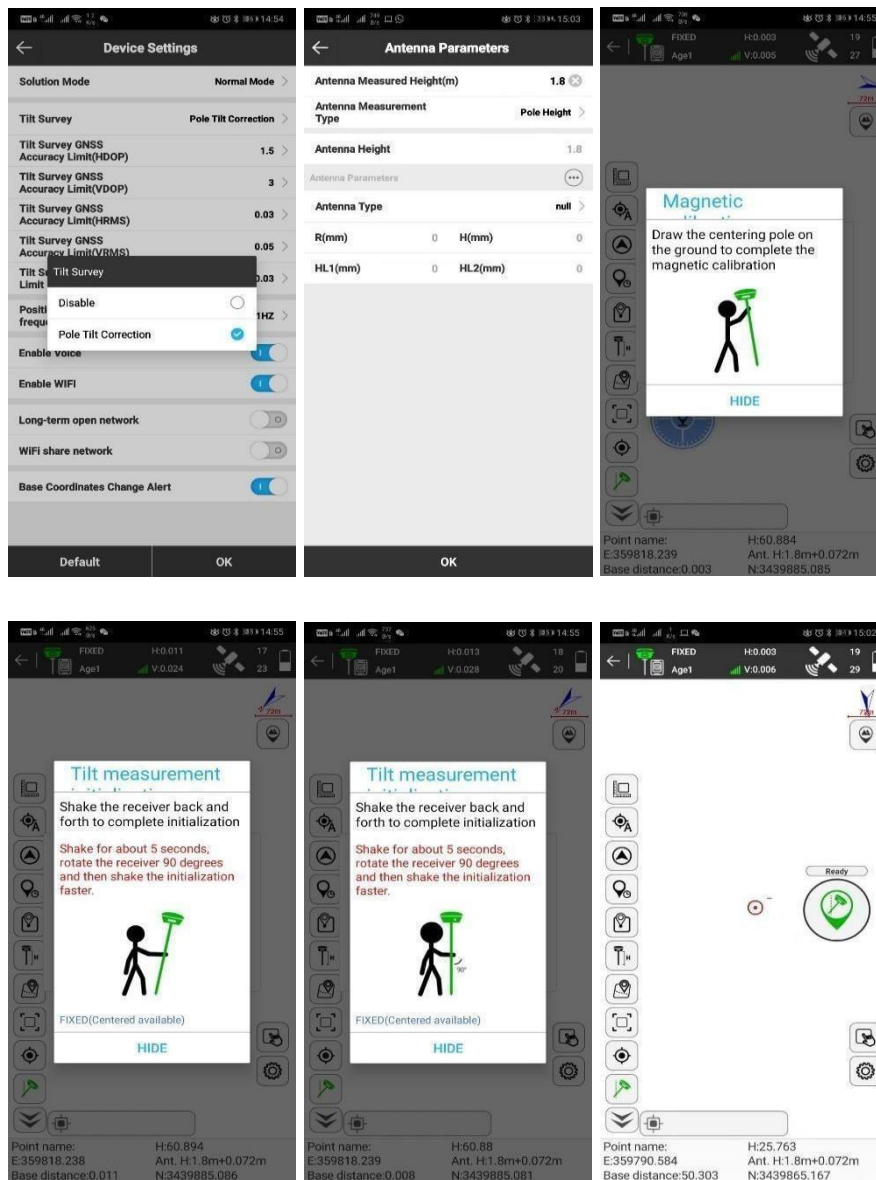 14:54
Device Settings
Solution Mode Normal Mode
Tilt Survey Pole Tilt Correction
Tilt Survey GNSS
Accuracy Limit(HDOP) 1.5
Tilt Survey GNSS
Accuracy Limit(VDOP) 3
Tilt Survey GNSS
Accuracy Limit(HRMS) 0.03
Tilt Survey GNSS
Accuracy Limit(VRMS) 0.05
Limit 0.03
1HZ
Tilt Survey
Disable
Pole Tilt Correction
Enable Voice
Enable WIFI
Long-term open network
WiFi share network
Base Coordinates Change Alert
Default OK
15:03
Antenna Parameters
Antenna Measured Height(m) 1.8
Antenna Measurement
Type Pole Height
Antenna Height 1.8
Antenna Parameters
Antenna Type null
R(mm) 0 H(mm) 0
HL1(mm) 0 HL2(mm) 0
OK
14:55
FIXED H:0.003 19
Age1 V:0.005 27
72m
Magnetic
Draw the centering pole on
the ground to complete the
magnetic calibration
HIDE
Point name: H:60.884
E:359818.239 Ant. H:1.8m+0.072m
Base distance:0.003 N:3439885.085
14:55
FIXED H:0.011 17
Age1 V:0.024 23
72m
Tilt measurement
Shake the receiver back and
forth to complete initialization
Shake for about 5 seconds,
rotate the receiver 90 degrees
and then shake the initialization
faster.
FIXED(Centered available)
HIDE
Point name: H:60.894
E:359818.238 Ant. H:1.8m+0.072m
Base distance:0.011 N:3439885.086
14:55
FIXED H:0.013 18
Age1 V:0.028 20
72m
Tilt measurement
Shake the receiver back and
forth to complete initialization
Shake for about 5 seconds,
rotate the receiver 90 degrees
and then shake the initialization
faster.
90°
FIXED(Centered available)
HIDE
Point name: H:60.88
E:359818.239 Ant. H:1.8m+0.072m
Base distance:0.008 N:3439885.081
15:02
FIXED H:0.003 19
Age1 V:0.006 29
72m
Ready
Point name: H:25.763
E:359790.584 Ant. H:1.8m+0.072m
Base distance:50.303 N:3439865.167